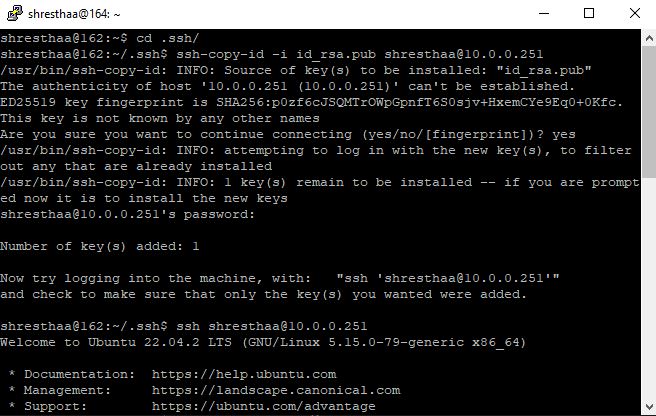 shresthaa@164: ~
shresthaa@162:~$ cd .ssh/
shresthaa@162:~/.ssh$ ssh-copy-id -i id_rsa.pub shresthaa@10.0.0.251
/usr/bin/ssh-copy-id: INFO: Source of key(s) to be installed: "id_rsa.pub"
The authenticity of host '10.0.0.251 (10.0.0.251)' can't be established.
ED25519 key fingerprint is SHA256:p0zf6cJSQMTrOWpGpnfT6S0sjv+HxemCYe9Eq0+0Kfc.
This key is not known by any other names
Are you sure you want to continue connecting (yes/no/[fingerprint])? yes
/usr/bin/ssh-copy-id: INFO: attempting to log in with the new key(s), to filter
out any that are already installed
/usr/bin/ssh-copy-id: INFO: 1 key(s) remain to be installed -- if you are prompt
ed now it is to install the new keys
shresthaa@10.0.0.251's password:
Number of key(s) added: 1
Now try logging into the machine, with:   "ssh 'shresthaa@10.0.0.251'"
and check to make sure that only the key(s) you wanted were added.
shresthaa@162:~/.ssh$ ssh shresthaa@10.0.0.251
Welcome to Ubuntu 22.04.2 LTS (GNU/Linux 5.15.0-79-generic x86_64)
* Documentation:  https://help.ubuntu.com
* Management:     https://landscape.canonical.com
* Support:        https://ubuntu.com/advantage